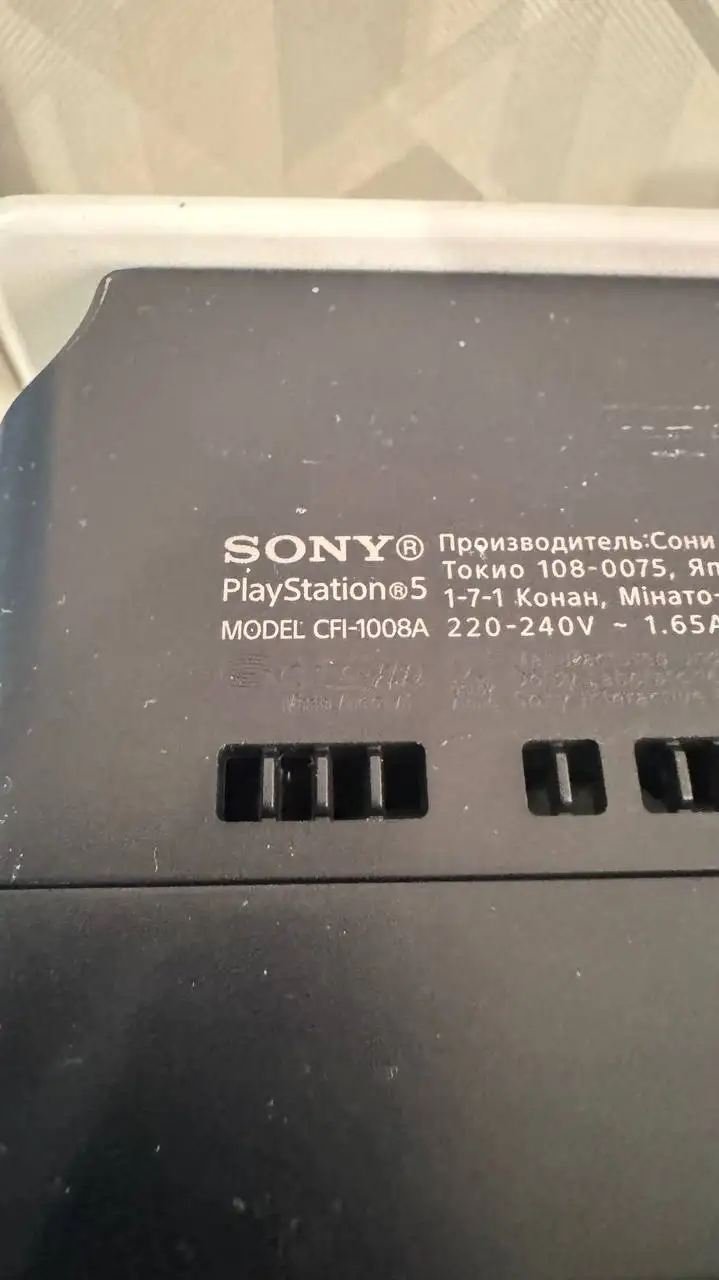 SONY® Производитель:Сони
PlayStation®5 Токио 108-0075, Яп
1-7-1 Конан, Мінато-
MODEL CFI-1008A 220-240V ~ 1.65A